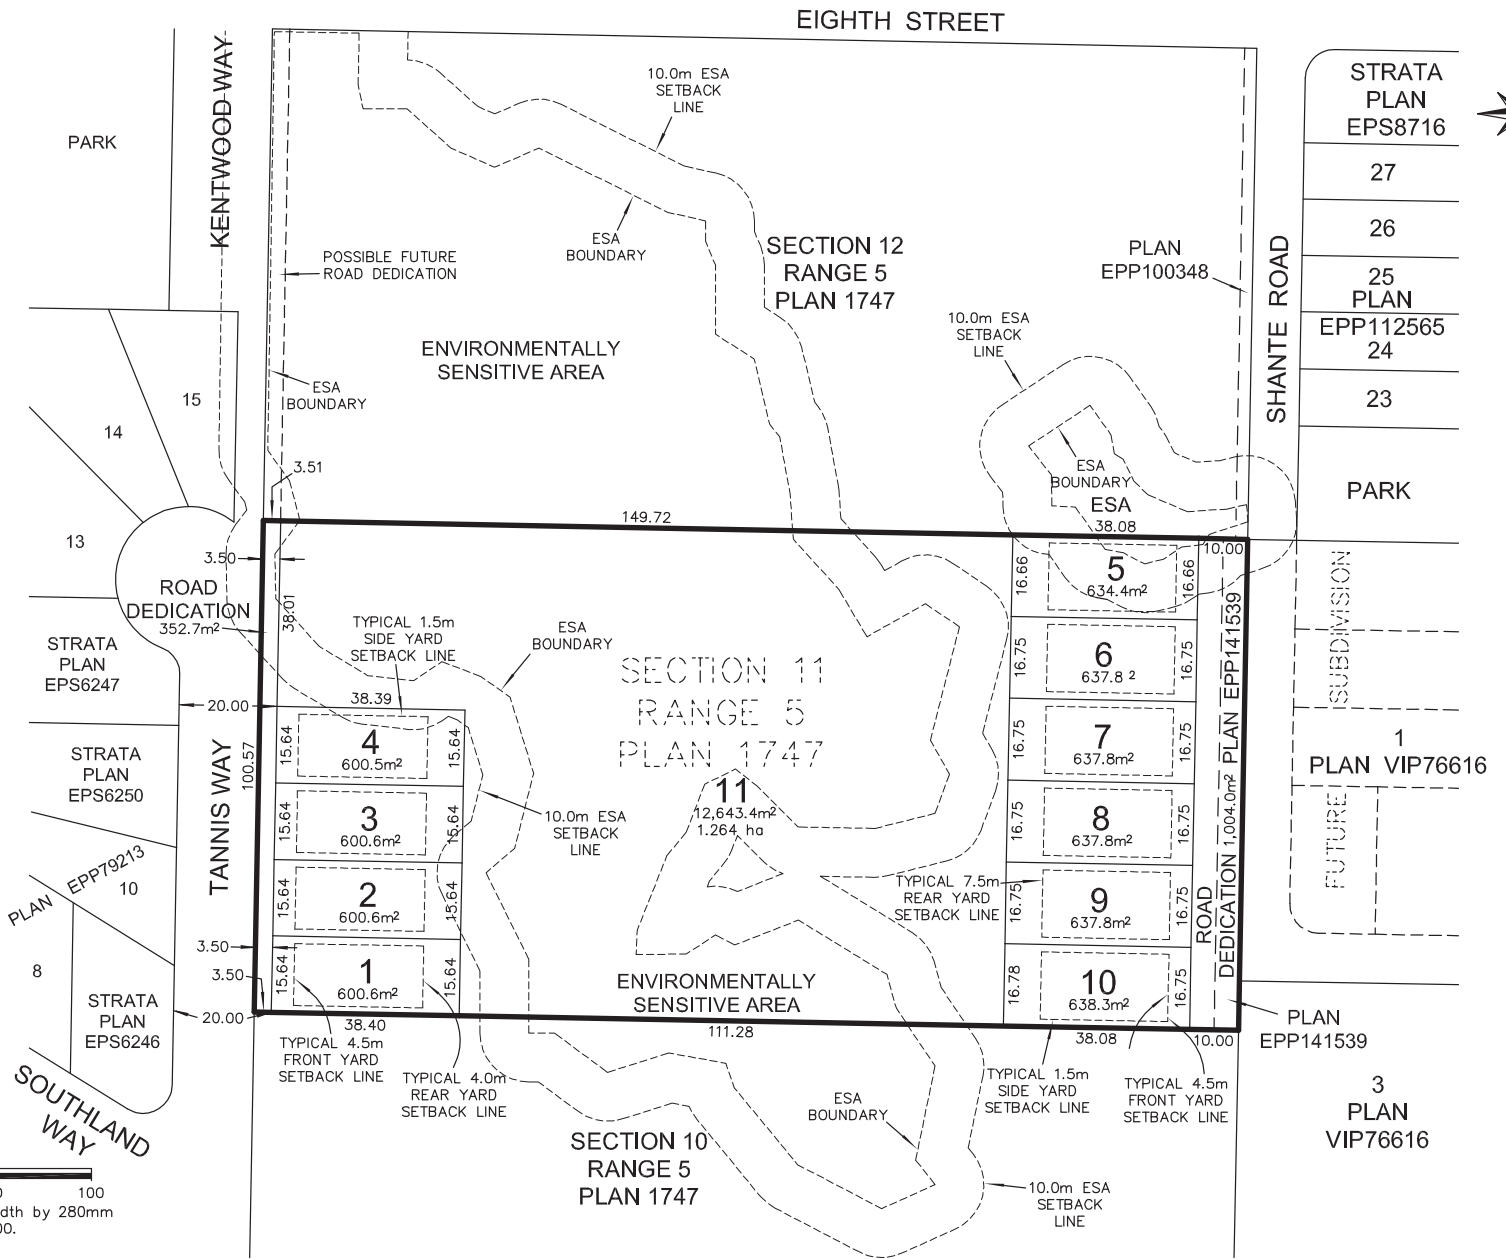 EIGHTH STREET
KENTWOOD WAY
PARK
10.0m ESA
SETBACK
LINE
STRATA
PLAN
EPS8716
27
26
25
PLAN
EPP112565
24
23
PARK
SHANTE ROAD
ESA
BOUNDARY
SECTION 12
RANGE 5
PLAN 1747
PLAN
EPP100348
POSSIBLE FUTURE
ROAD DEDICATION
10.0m ESA
SETBACK
LINE
ENVIRONMENTALLY
SENSITIVE AREA
ESA
BOUNDARY
15
14
13
3.51
ESA
BOUNDARY
ESA
38.08
149.72
10.00
3.50
ROAD
DEDICATION
352.7m²
38.01
TYPICAL 1.5m
SIDE YARD
SETBACK LINE
ESA
BOUNDARY
SECTION 11
RANGE 5
PLAN 1747
STRATA
PLAN
EPS6247
20.00
38.39
100.57
TANNIS WAY
STRATA
PLAN
EPS6250
15.64
4
600.5m²
15.64
15.64
3
600.6m²
15.64
15.64
2
600.6m²
15.64
15.64
1
600.6m²
15.64
10.0m ESA
SETBACK
LINE
11
12,643.4m²
1.264 ha
16.66
5
634.4m²
16.66
16.75
6
637.8 ²
16.75
16.75
7
637.8m²
16.75
16.75
8
637.8m²
16.75
16.75
9
637.8m²
16.75
16.78
10
638.3m²
16.75
TYPICAL 7.5m
REAR YARD
SETBACK LINE
ROAD
DEDICATION 1,004.0m² PLAN EPP141539
FUTURE SUBDIVISION
1
PLAN VIP76616
PLAN EPP79213
10
8
3.50
3.50
STRATA
PLAN
EPS6246
20.00
38.40
ENVIRONMENTALLY
SENSITIVE AREA
111.28
38.08
10.00
PLAN
EPP141539
TYPICAL 4.5m
FRONT YARD
SETBACK LINE
TYPICAL 4.0m
REAR YARD
SETBACK LINE
ESA
BOUNDARY
TYPICAL 1.5m
SIDE YARD
SETBACK LINE
TYPICAL 4.5m
FRONT YARD
SETBACK LINE
3
PLAN
VIP76616
SOUTHLAND
WAY
SECTION 10
RANGE 5
PLAN 1747
10.0m ESA
SETBACK
LINE
100
dth by 280mm
00.